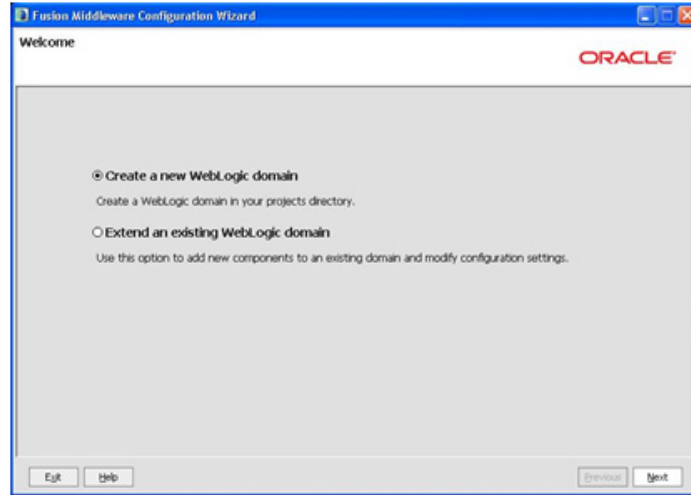 Fusion Middleware Configuration Wizard
Welcome
ORACLE
Create a new WebLogic domain
Create a WebLogic domain in your projects directory.
Extend an existing WebLogic domain
Use this option to add new components to an existing domain and modify configuration settings.
Exit Help Previous Next